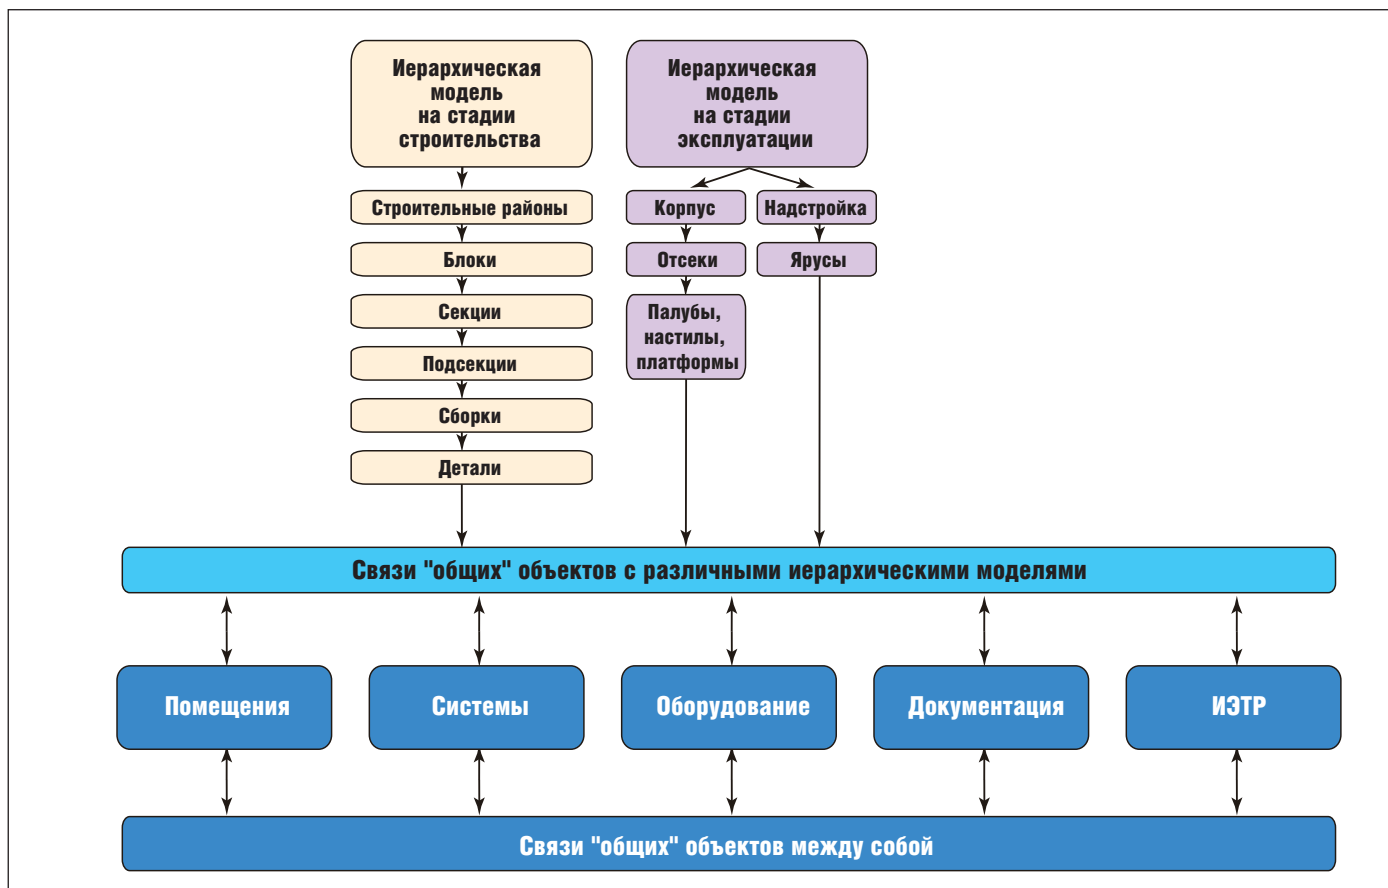 Иерархическая
модель
на стадии
строительства
Иерархическая
модель
на стадии
эксплуатации
Строительные районы
Корпус
Надстройка
Блоки
Отсеки
Ярусы
Секции
Палубы,
настилы,
платформы
Подсекции
Сборки
Детали
Связи "общих" объектов с различными иерархическими моделями
Помещения
Системы
Оборудование
Документация
ИЭТР
Связи "общих" объектов между собой